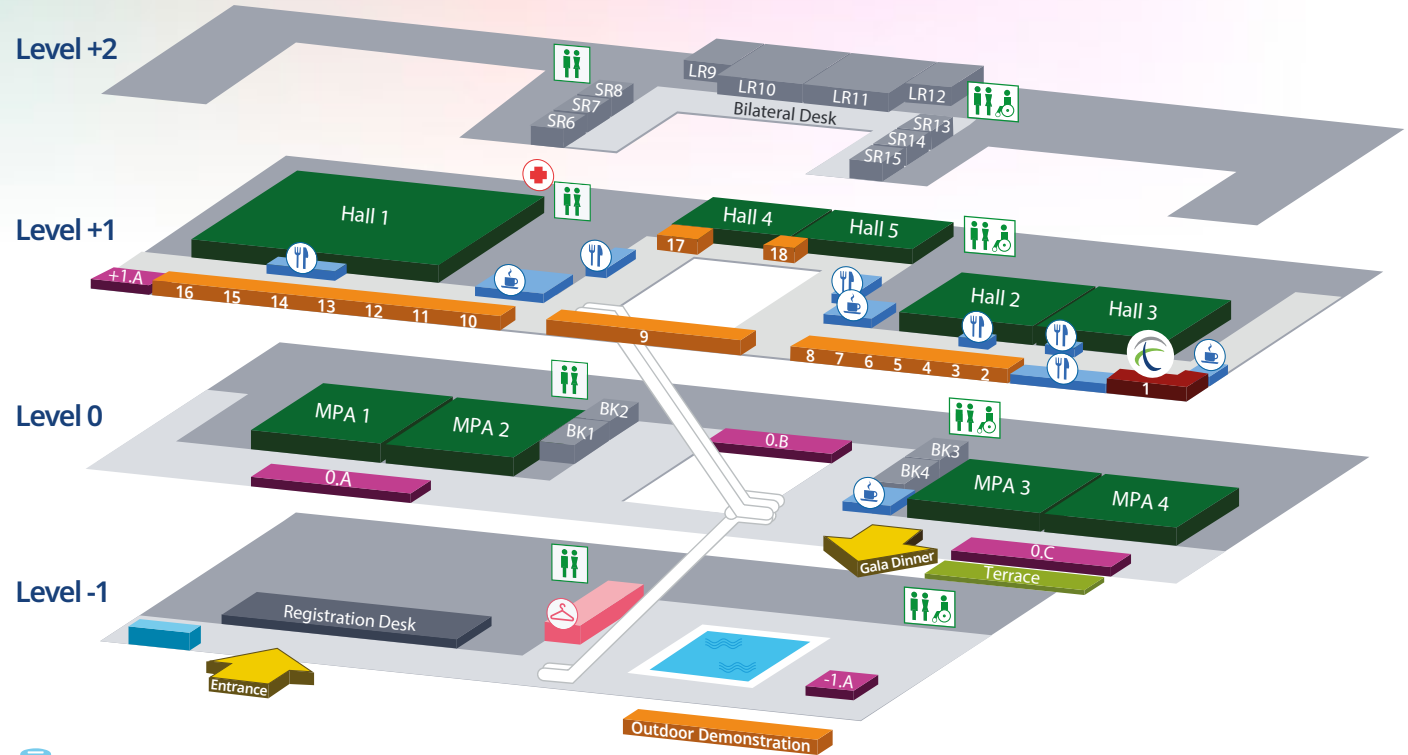 Level +2
SR8
SR7
SR6
LR9
LR10
LR11
LR12
Bilateral Desk
SR13
SR14
SR15
Level +1
Hall 1
Hall 4
Hall 5
17
18
+1.A
16
15
14
13
12
11
10
9
Hall 2
Hall 3
8
7
6
5
4
3
2
1
Level 0
MPA 1
MPA 2
BK2
BK1
0.A
0.B
BK3
BK4
MPA 3
MPA 4
Gala Dinner
0.C
Terrace
Level -1
Registration Desk
Entrance
-1.A
Outdoor Demonstration